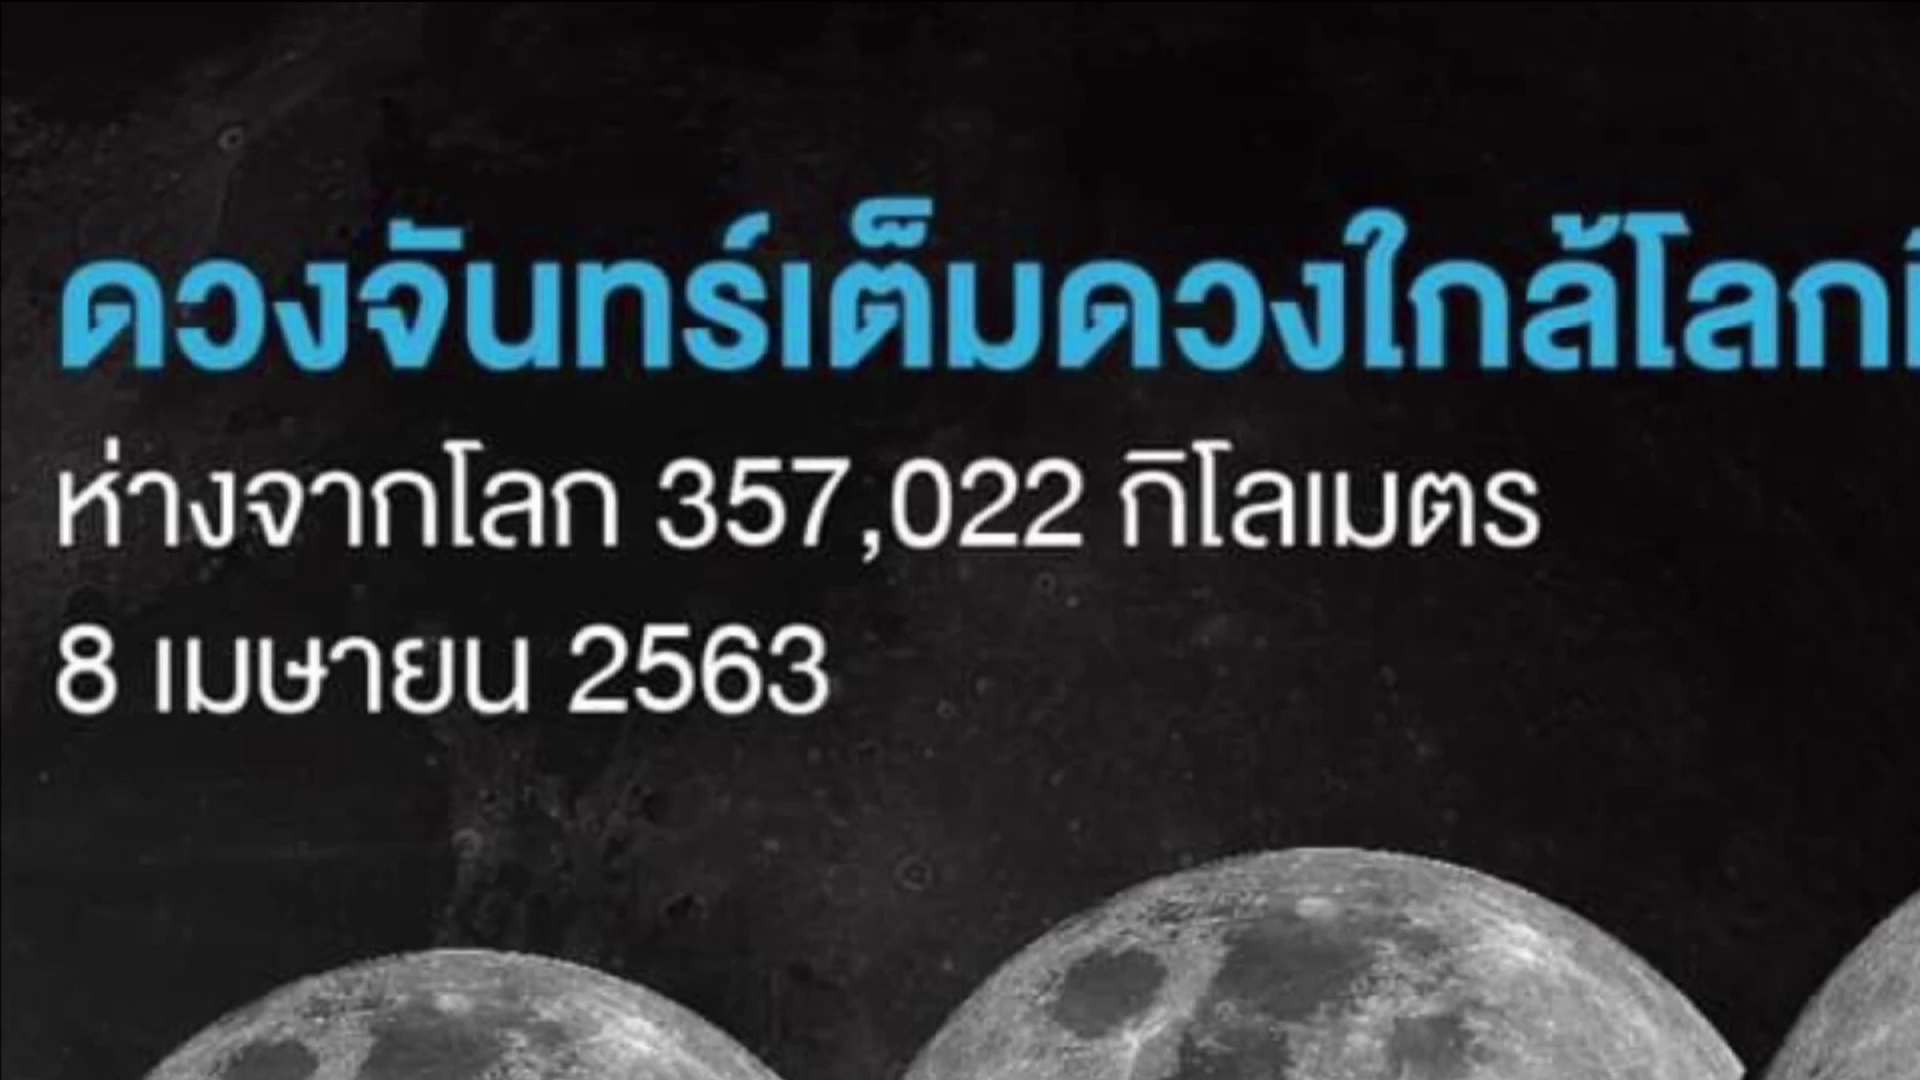 ดวงจันทร์เต็มดวงใกล้โลก
ห่างจากโลก 357,022 กิโลเมตร
8 เมษายน 2563